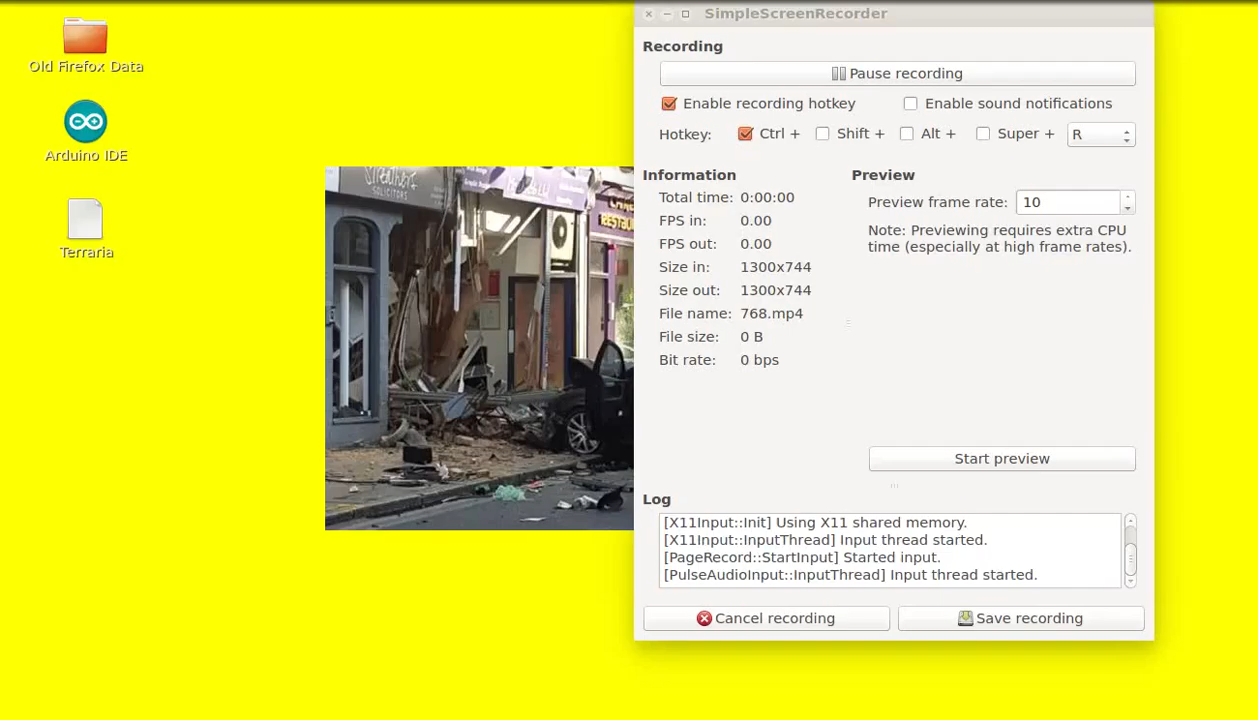 SimpleScreenRecorder
Old Firefox Data
Arduino IDE
Terraria
SOLICITORS
Recording
Pause recording
Enable recording hotkey
Enable sound notifications
Hotkey: Ctrl + Shift + Alt + Super + R
Information
Total time: 0:00:00
FPS in: 0.00
FPS out: 0.00
Size in: 1300x744
Size out: 1300x744
File name: 768.mp4
File size: 0 B
Bit rate: 0 bps
Preview
Preview frame rate: 10
Note: Previewing requires extra CPU
time (especially at high frame rates).
Start preview
Log
[X11Input::Init] Using X11 shared memory.
[X11Input::InputThread] Input thread started.
[PageRecord::StartInput] Started input.
[PulseAudioInput::InputThread] Input thread started.
Cancel recording
Save recording